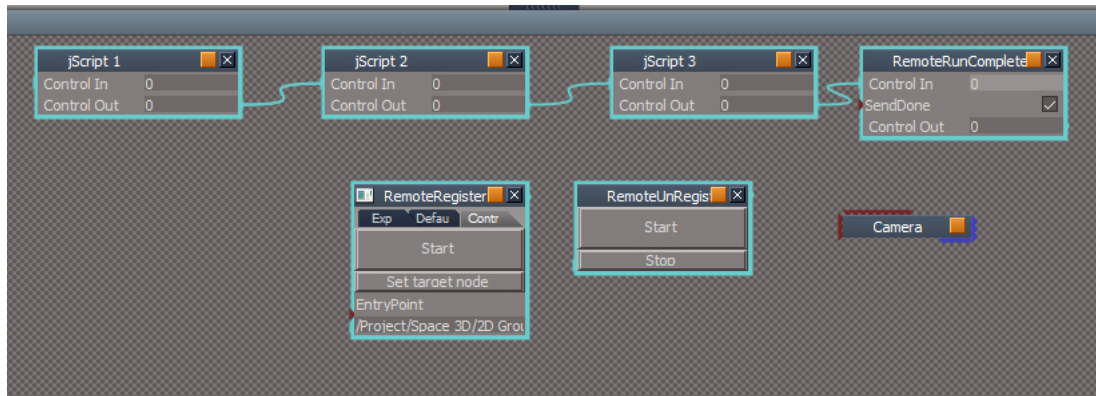 jScript 1
Control In 0
Control Out 0
jScript 2
Control In 0
Control Out 0
jScript 3
Control In 0
Control Out 0
RemoteRunComplete
Control In 0
SendDone
Control Out 0
RemoteRegister
Exp Defau Contr
Start
Set target node
EntryPoint
/Project/Space 3D/2D Grou
RemoteUnRegist
Start
Stop
Camera